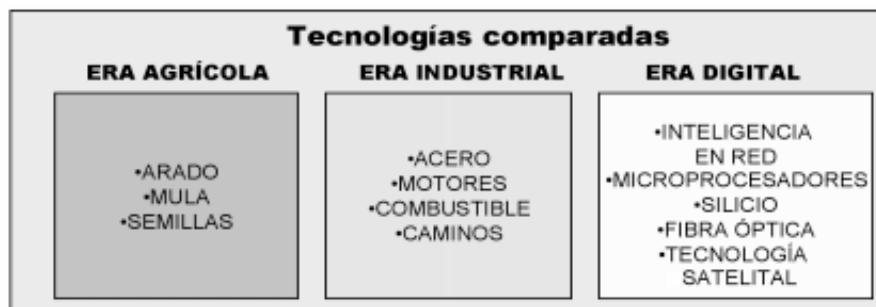 Tecnologías comparadas
ERA AGRÍCOLA
•ARADO
•MULA
•SEMILLAS
ERA INDUSTRIAL
•ACERO
•MOTORES
•COMBUSTIBLE
•CAMINOS
ERA DIGITAL
•INTELIGENCIA
EN RED
•MICROPROCESADORES
•SILICIO
•FIBRA ÓPTICA
•TECNOLOGÍA
SATELITAL